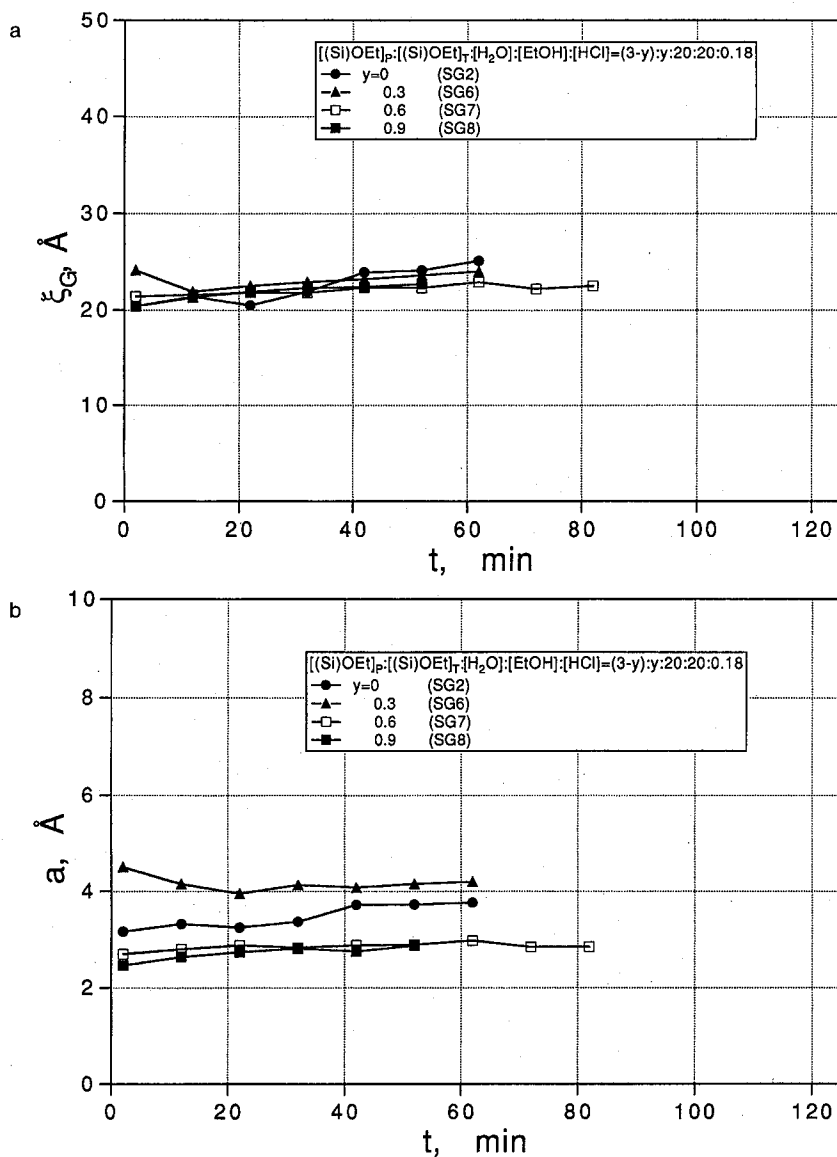 a
[(Si)OEt]P:[(Si)OEt]T:[H2O]:[EtOH]:[HCl]=(3-y):y:20:20:0.18
y=0 (SG2)
0.3 (SG6)
0.6 (SG7)
0.9 (SG8)
50
40
30
20
10
0
ξG, Å
0 20 40 60 80 100 120
t, min
b
[(Si)OEt]P:[(Si)OEt]T:[H2O]:[EtOH]:[HCl]=(3-y):y:20:20:0.18
y=0 (SG2)
0.3 (SG6)
0.6 (SG7)
0.9 (SG8)
10
8
6
4
2
0
a, Å
0 20 40 60 80 100 120
t, min